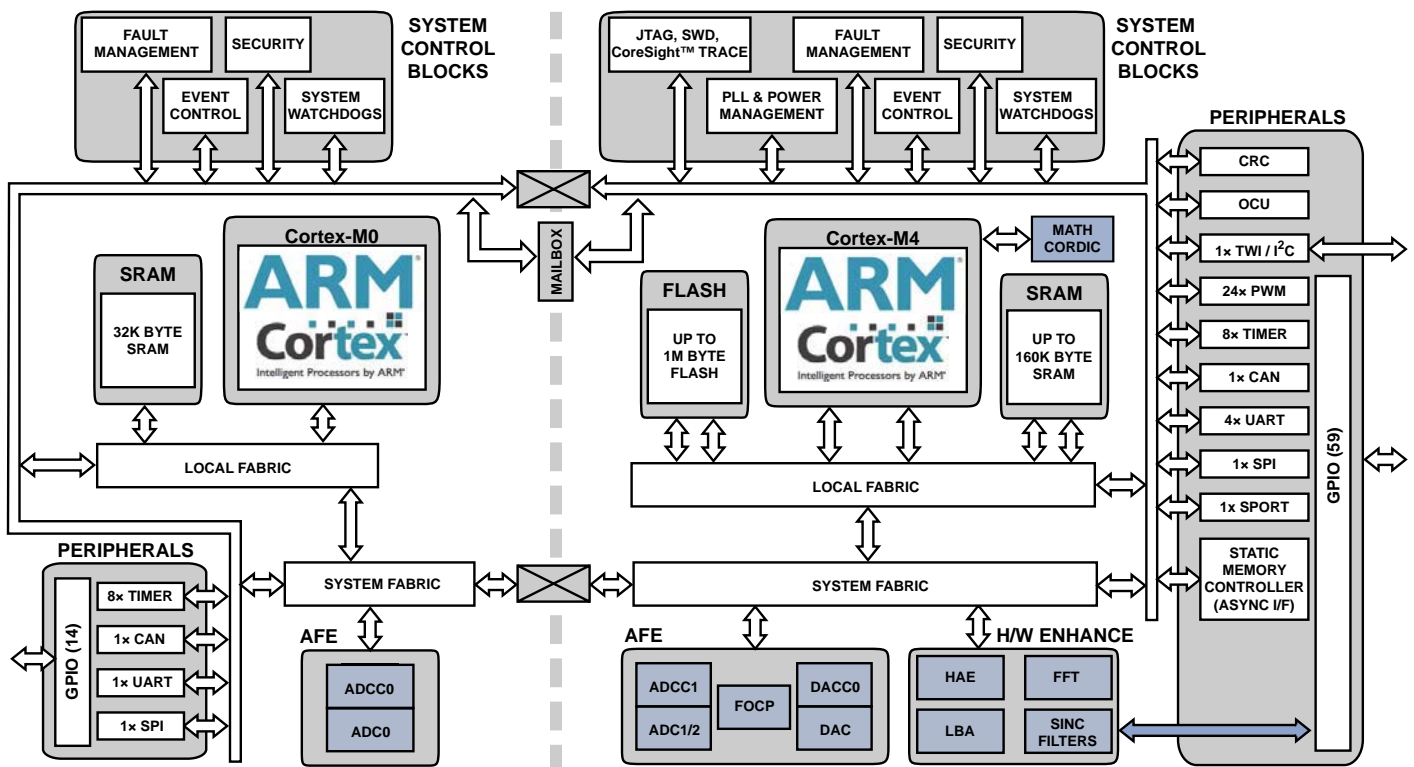 SYSTEM
CONTROL
BLOCKS
FAULT
MANAGEMENT
SECURITY
EVENT
CONTROL
SYSTEM
WATCHDOGS
JTAG, SWD,
CoreSight™ TRACE
FAULT
MANAGEMENT
SECURITY
PLL & POWER
MANAGEMENT
EVENT
CONTROL
SYSTEM
WATCHDOGS
SYSTEM
CONTROL
BLOCKS
MAILBOX
Cortex-M0
ARM®
Cortex
Intelligent Processors by ARM®
SRAM
32K BYTE
SRAM
LOCAL FABRIC
SYSTEM FABRIC
PERIPHERALS
GPIO (14)
8× TIMER
1× CAN
1× UART
1× SPI
AFE
ADCC0
ADC0
Cortex-M4
ARM®
Cortex
Intelligent Processors by ARM®
MATH
CORDIC
FLASH
UP TO
1M BYTE
FLASH
SRAM
UP TO
160K BYTE
SRAM
LOCAL FABRIC
SYSTEM FABRIC
AFE
ADCC1
ADC1/2
FOCP
DACC0
DAC
H/W ENHANCE
HAE
FFT
LBA
SINC
FILTERS
PERIPHERALS
CRC
OCU
1× TWI / I²C
24× PWM
8× TIMER
1× CAN
4× UART
1× SPI
1x SPORT
STATIC
MEMORY
CONTROLLER
(ASYNC I/F)
GPIO (59)